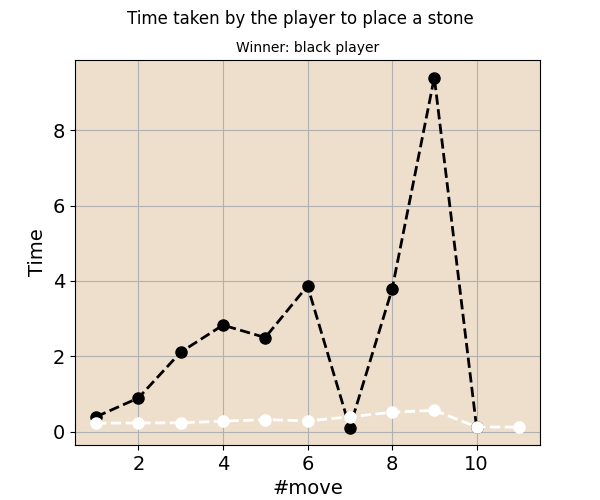 Time taken by the player to place a stone
Winner: black player
8
6
4
2
0
Time
2 4 6 8 10
#move